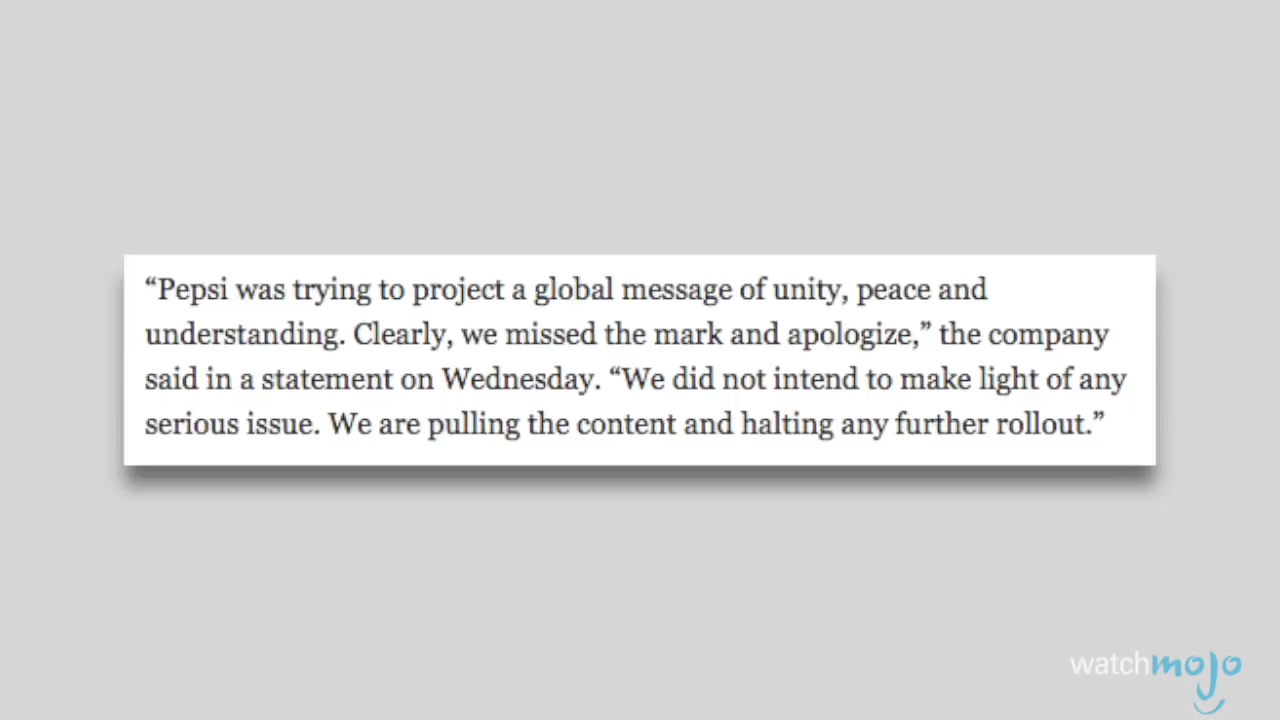 “Pepsi was trying to project a global message of unity, peace and
understanding. Clearly, we missed the mark and apologize,” the company
said in a statement on Wednesday. “We did not intend to make light of any
serious issue. We are pulling the content and halting any further rollout.”
watchmojo